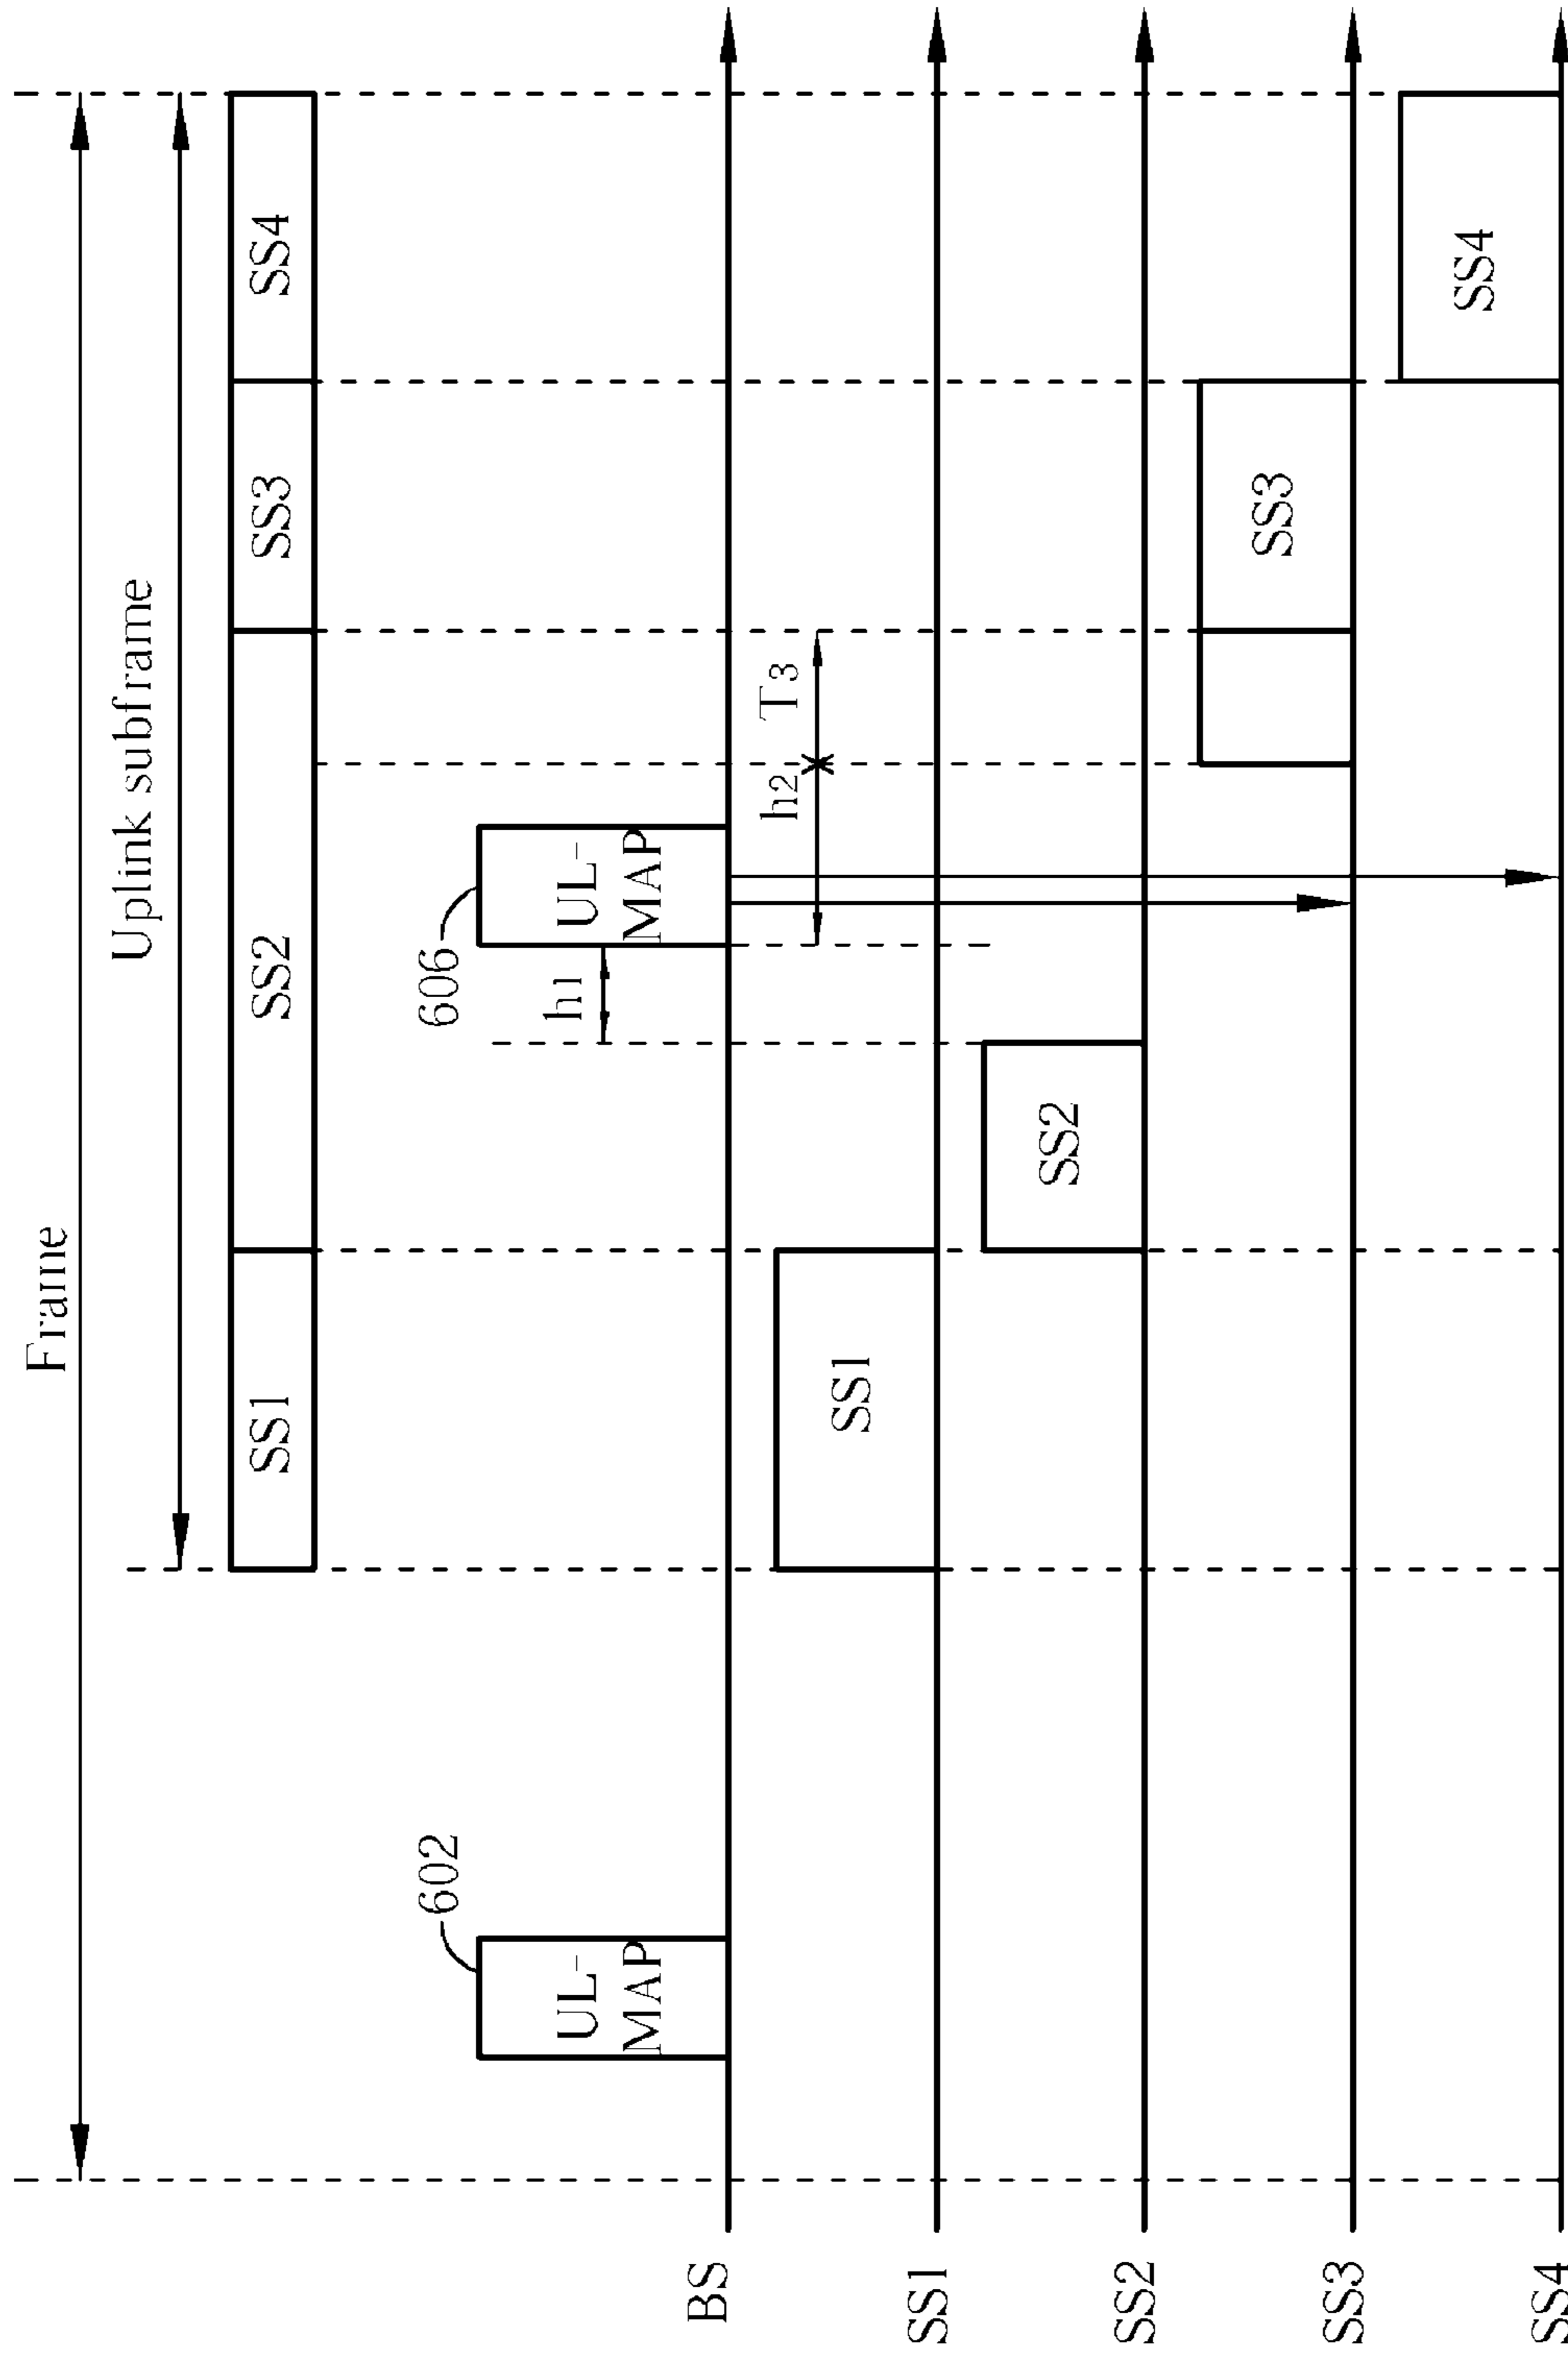 Frame
Uplink subframe
SS1
SS2
SS3
SS4
602
606
UL-
MAP
h1
UL-
MAP
BS
h2
T3
SS1
SS1
SS2
SS2
SS3
SS3
SS4
SS4